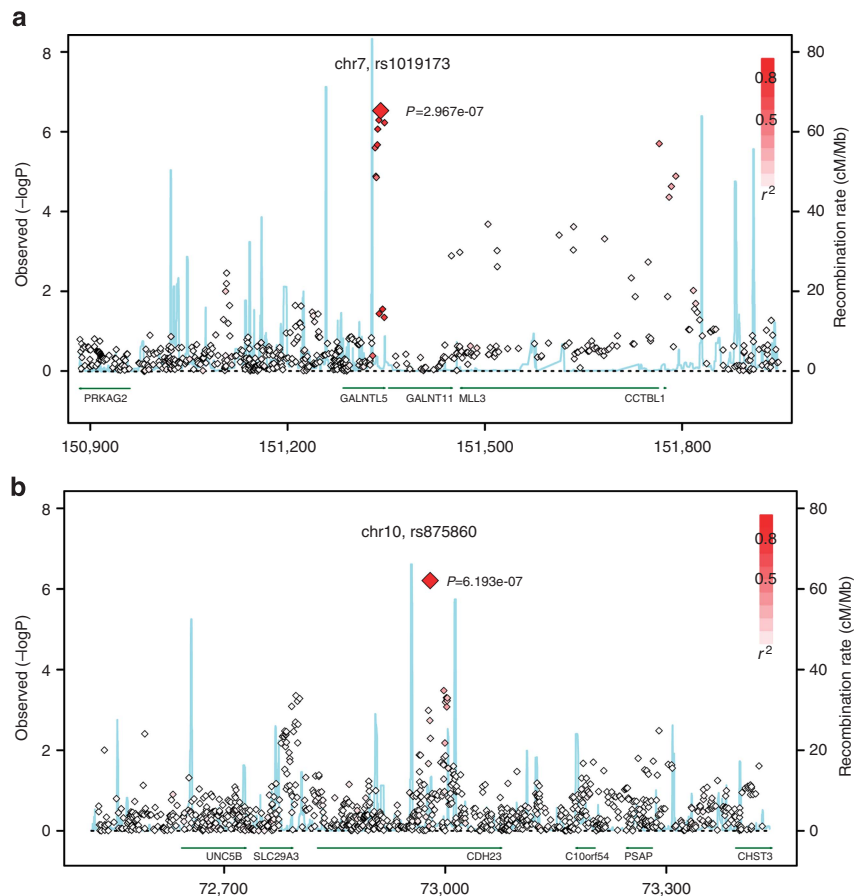 a
8
6
4
2
0
Observed (–logP)
chr7, rs1019173
P=2.967e-07
0.8
0.5
r²
80
60
40
20
0
Recombination rate (cM/Mb)
PRKAG2
GALNTL5
GALNT11
MLL3
CCTBL1
150,900
151,200
151,500
151,800
b
8
6
4
2
0
Observed (–logP)
chr10, rs875860
P=6.193e-07
0.8
0.5
r²
80
60
40
20
0
Recombination rate (cM/Mb)
UNC5B
SLC29A3
CDH23
C10orf54
PSAP
CHST3
72,700
73,000
73,300